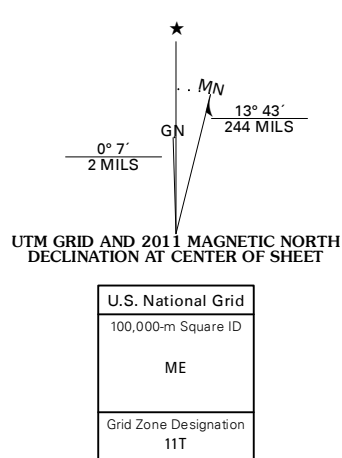 ★
MN
GN
13° 43´
244 MILS
0° 7´
2 MILS
UTM GRID AND 2011 MAGNETIC NORTH
DECLINATION AT CENTER OF SHEET
U.S. National Grid
100,000-m Square ID
ME
Grid Zone Designation
11T